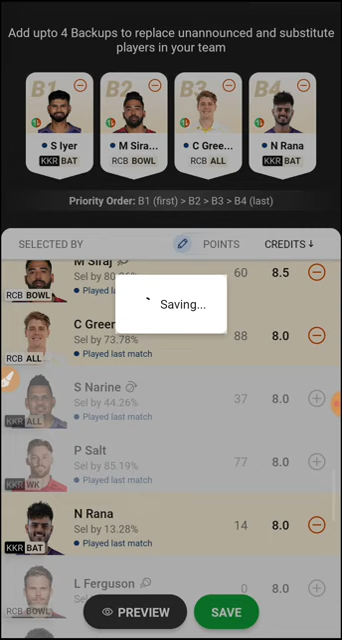 Add upto 4 Backups to replace unannounced and substitute
players in your team
B1 B2 B3 B4
S Iyer M Sira... C Gree... N Rana
KKR BAT RCB BOWL RCB ALL KKR BAT
Priority Order: B1 (first) > B2 > B3 > B4 (last)
SELECTED BY POINTS CREDITS ↓
M Siraj 60 8.5
Sel by
RCB BOWL
Played la
Saving...
C Green 88 8.0
Sel by 73.78%
RCB ALL
Played last match
S Narine 37 8.0
Sel by 44.26%
KKR ALL
Played last match
P Salt 77 8.0
Sel by 85.19%
KKR WK
Played last match
N Rana 14 8.0
Sel by 13.28%
KKR BAT
Played last match
L Ferguson 0 8.0
Sel
RCB BOWL
PREVIEW SAVE